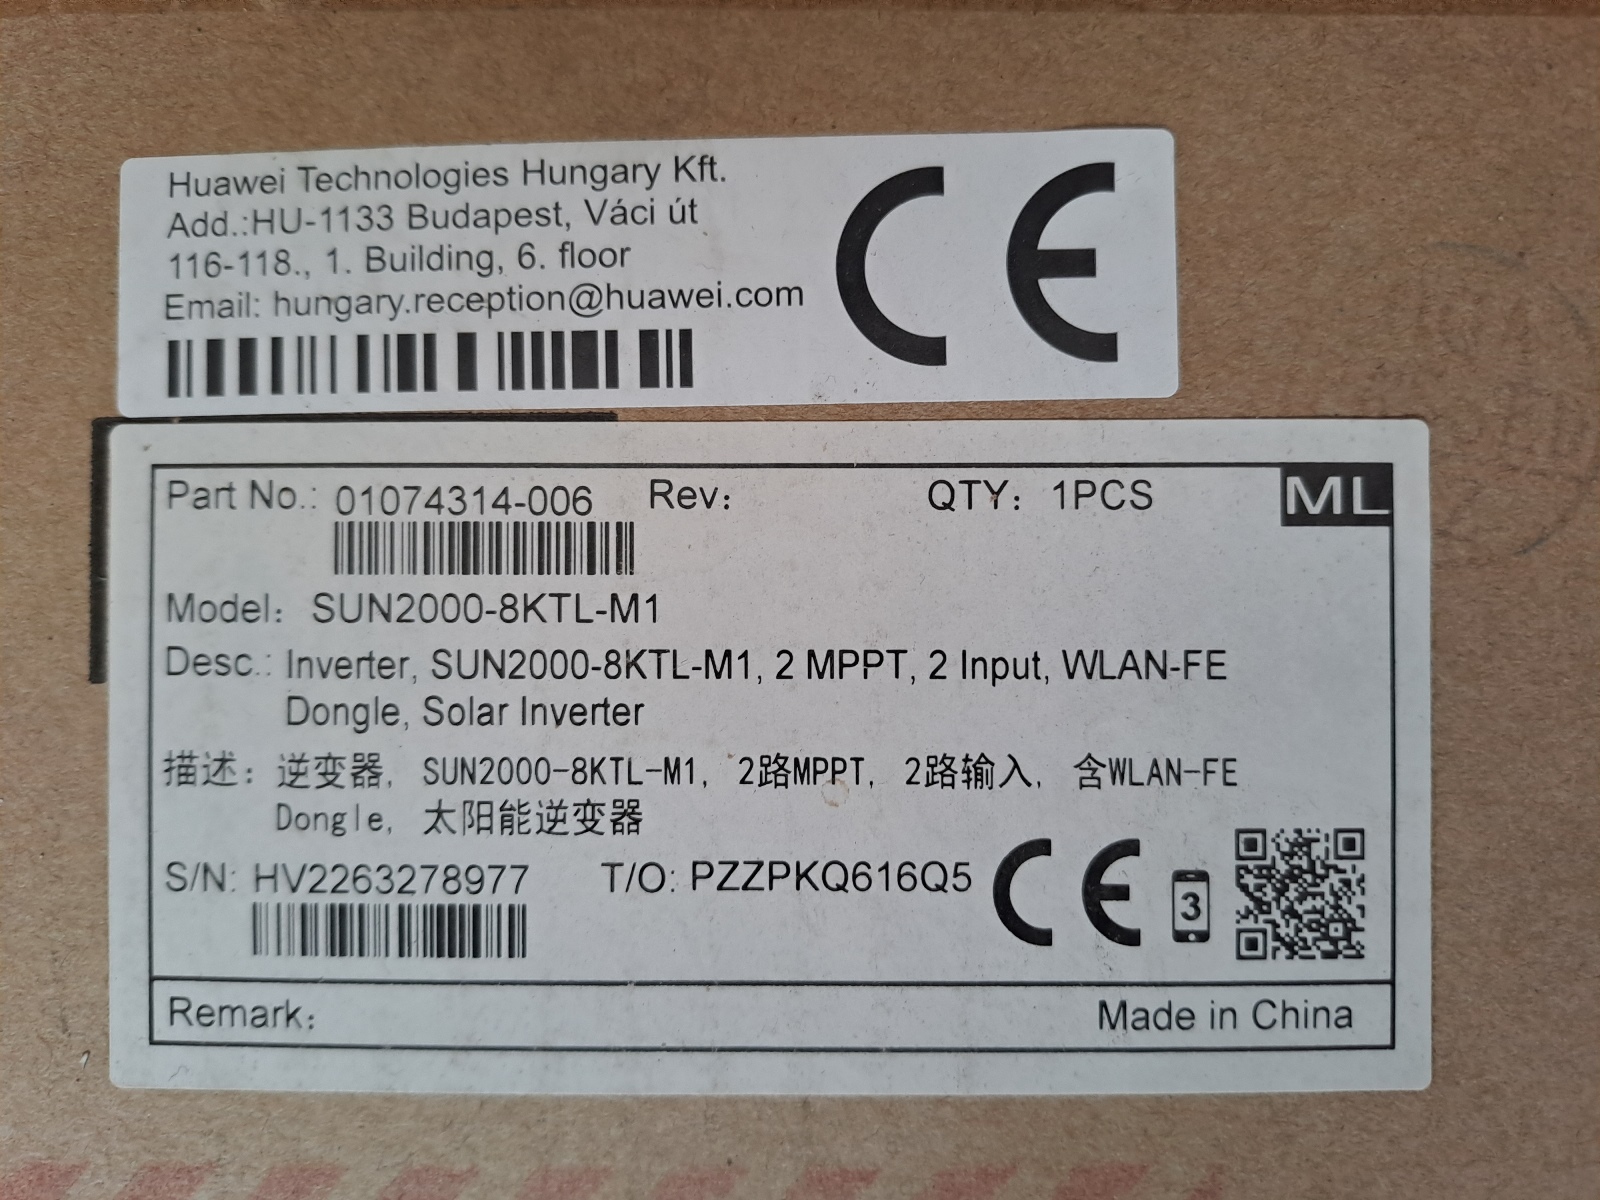 Huawei Technologies Hungary Kft.
Add.:HU-1133 Budapest, Váci út
116-118., 1. Building, 6. floor
Email: hungary.reception@huawei.com
CE
Part No.: 01074314-006 Rev: QTY: 1PCS ML
Model: SUN2000-8KTL-M1
Desc.: Inverter, SUN2000-8KTL-M1, 2 MPPT, 2 Input, WLAN-FE
Dongle, Solar Inverter
描述: 逆变器, SUN2000-8KTL-M1, 2路MPPT, 2路输入, 含WLAN-FE
Dongle, 太阳能逆变器
S/N: HV2263278977 T/O: PZZPKQ616Q5 CE 3
Remark: Made in China